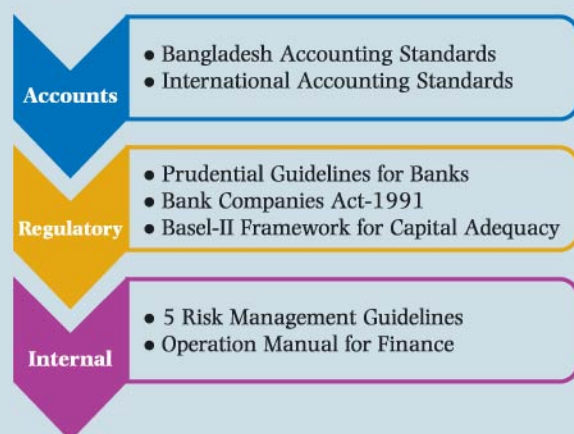 Accounts
• Bangladesh Accounting Standards
• International Accounting Standards
Regulatory
• Prudential Guidelines for Banks
• Bank Companies Act-1991
• Basel-II Framework for Capital Adequacy
Internal
• 5 Risk Management Guidelines
• Operation Manual for Finance